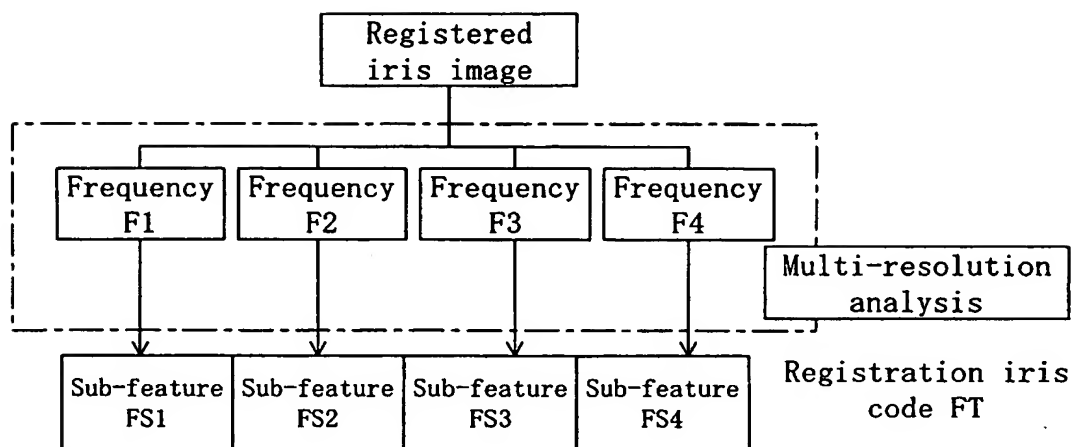 Registered
iris image
Frequency
F1
Frequency
F2
Frequency
F3
Frequency
F4
Multi-resolution
analysis
Sub-feature
FS1
Sub-feature
FS2
Sub-feature
FS3
Sub-feature
FS4
Registration iris
code FT